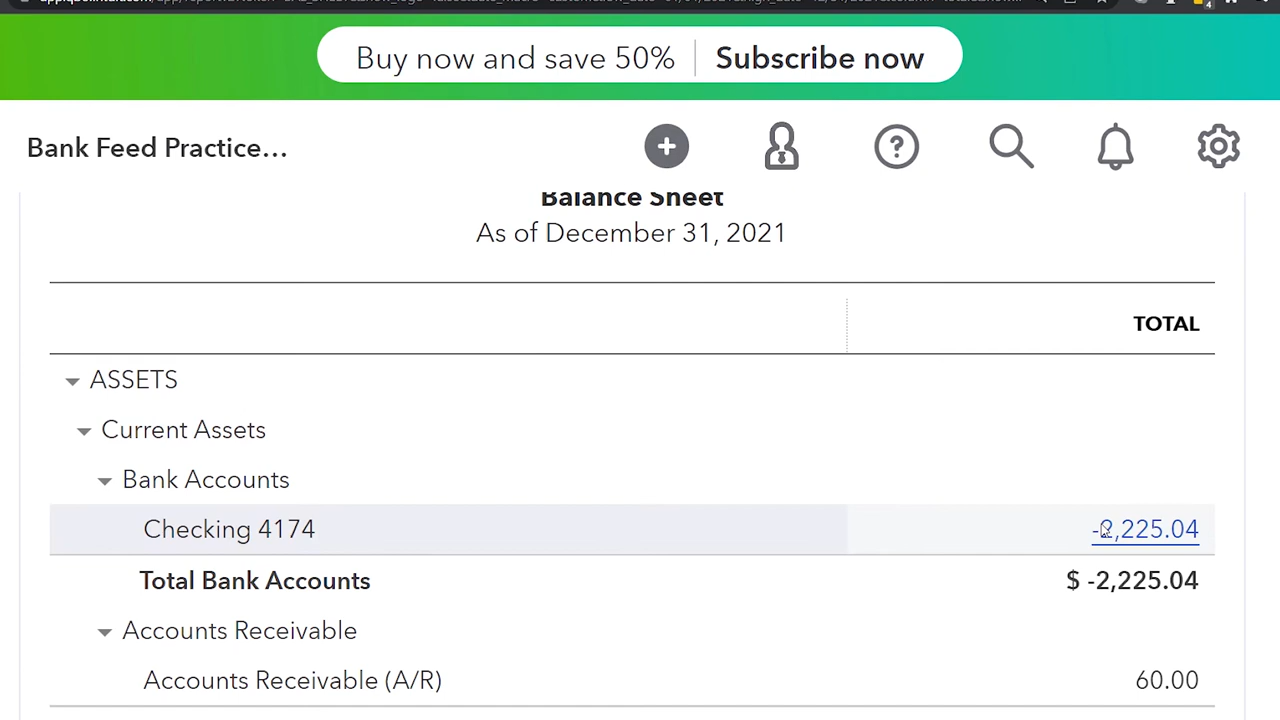 Buy now and save 50% Subscribe now
Bank Feed Practice...
Balance Sheet
As of December 31, 2021
TOTAL
ASSETS
Current Assets
Bank Accounts
Checking 4174 -2,225.04
Total Bank Accounts $ -2,225.04
Accounts Receivable
Accounts Receivable (A/R) 60.00